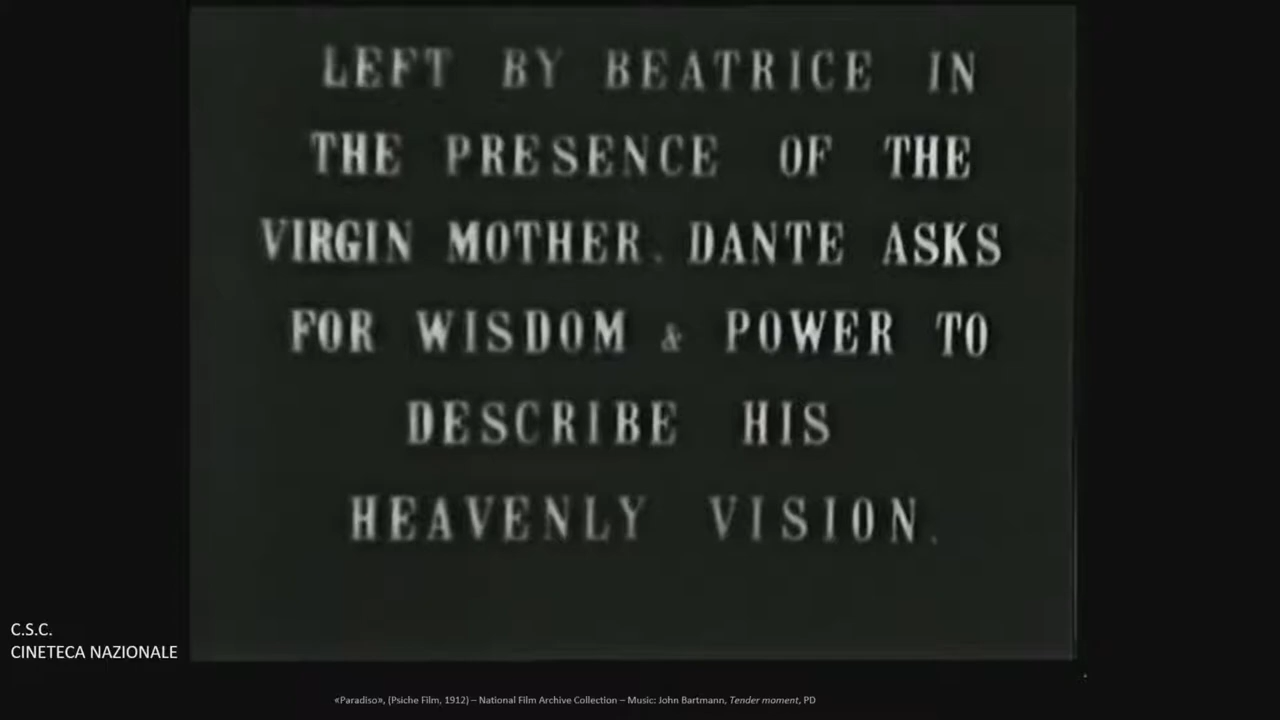 LEFT BY BEATRICE IN
THE PRESENCE OF THE
VIRGIN MOTHER. DANTE ASKS
FOR WISDOM & POWER TO
DESCRIBE HIS
HEAVENLY VISION.
C.S.C.
CINETECA NAZIONALE
«Paradiso», (Psiche Film, 1912) – National Film Archive Collection – Music: John Bartmann, Tender moment, PD